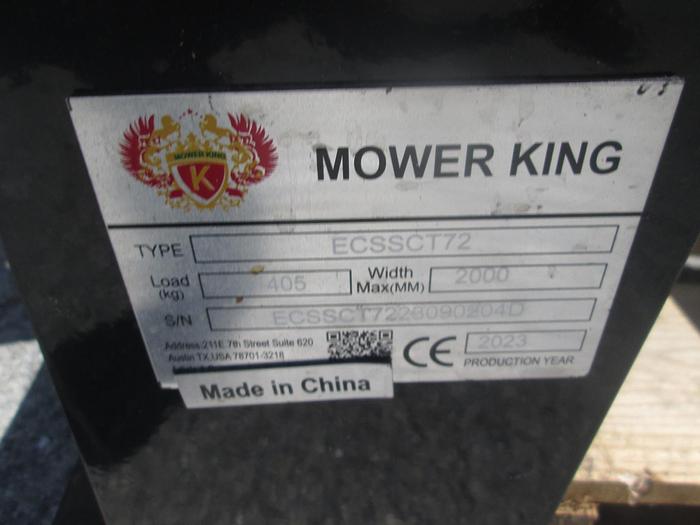 MOWER KING
K
MOWER KING
TYPE ECSSCT72
Load (kg) 405 Width Max(MM) 2000
S/N ECSSCT7223090204D
Address:211E 7th Street Suite 620
Austin TX,USA 78701-3218
CE 2023
PRODUCTION YEAR
Made in China